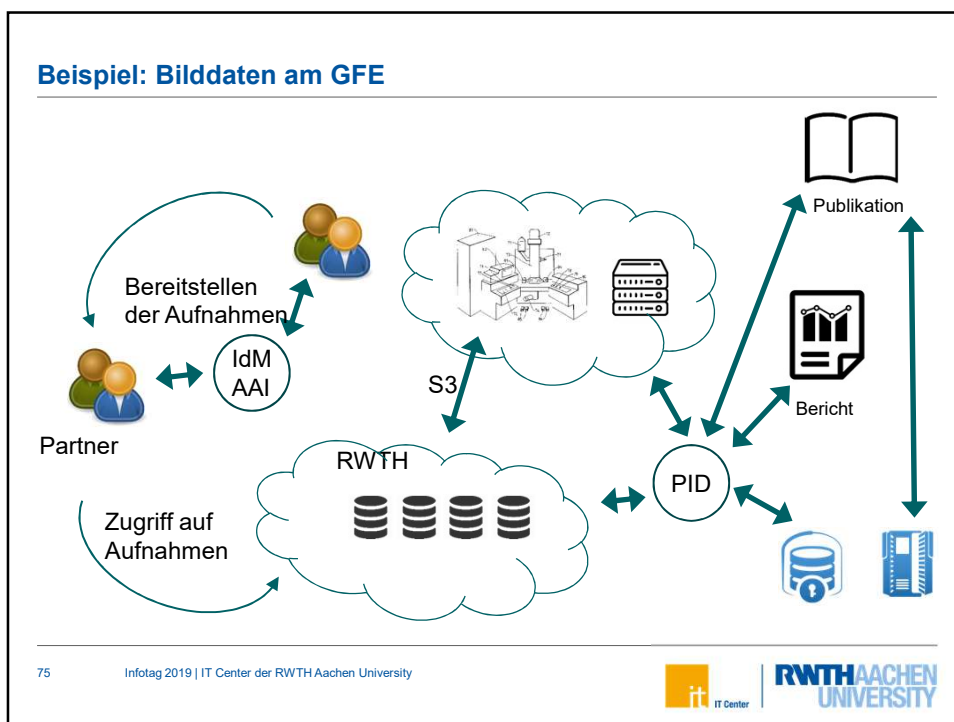 Beispiel: Bilddaten am GFE
Publikation
Bereitstellen
der Aufnahmen
IdM
AAI
S3
Bericht
Partner
RWTH
PID
Zugriff auf
Aufnahmen
75
Infotag 2019 | IT Center der RWTH Aachen University
it
IT Center
RWTHAACHEN
UNIVERSITY